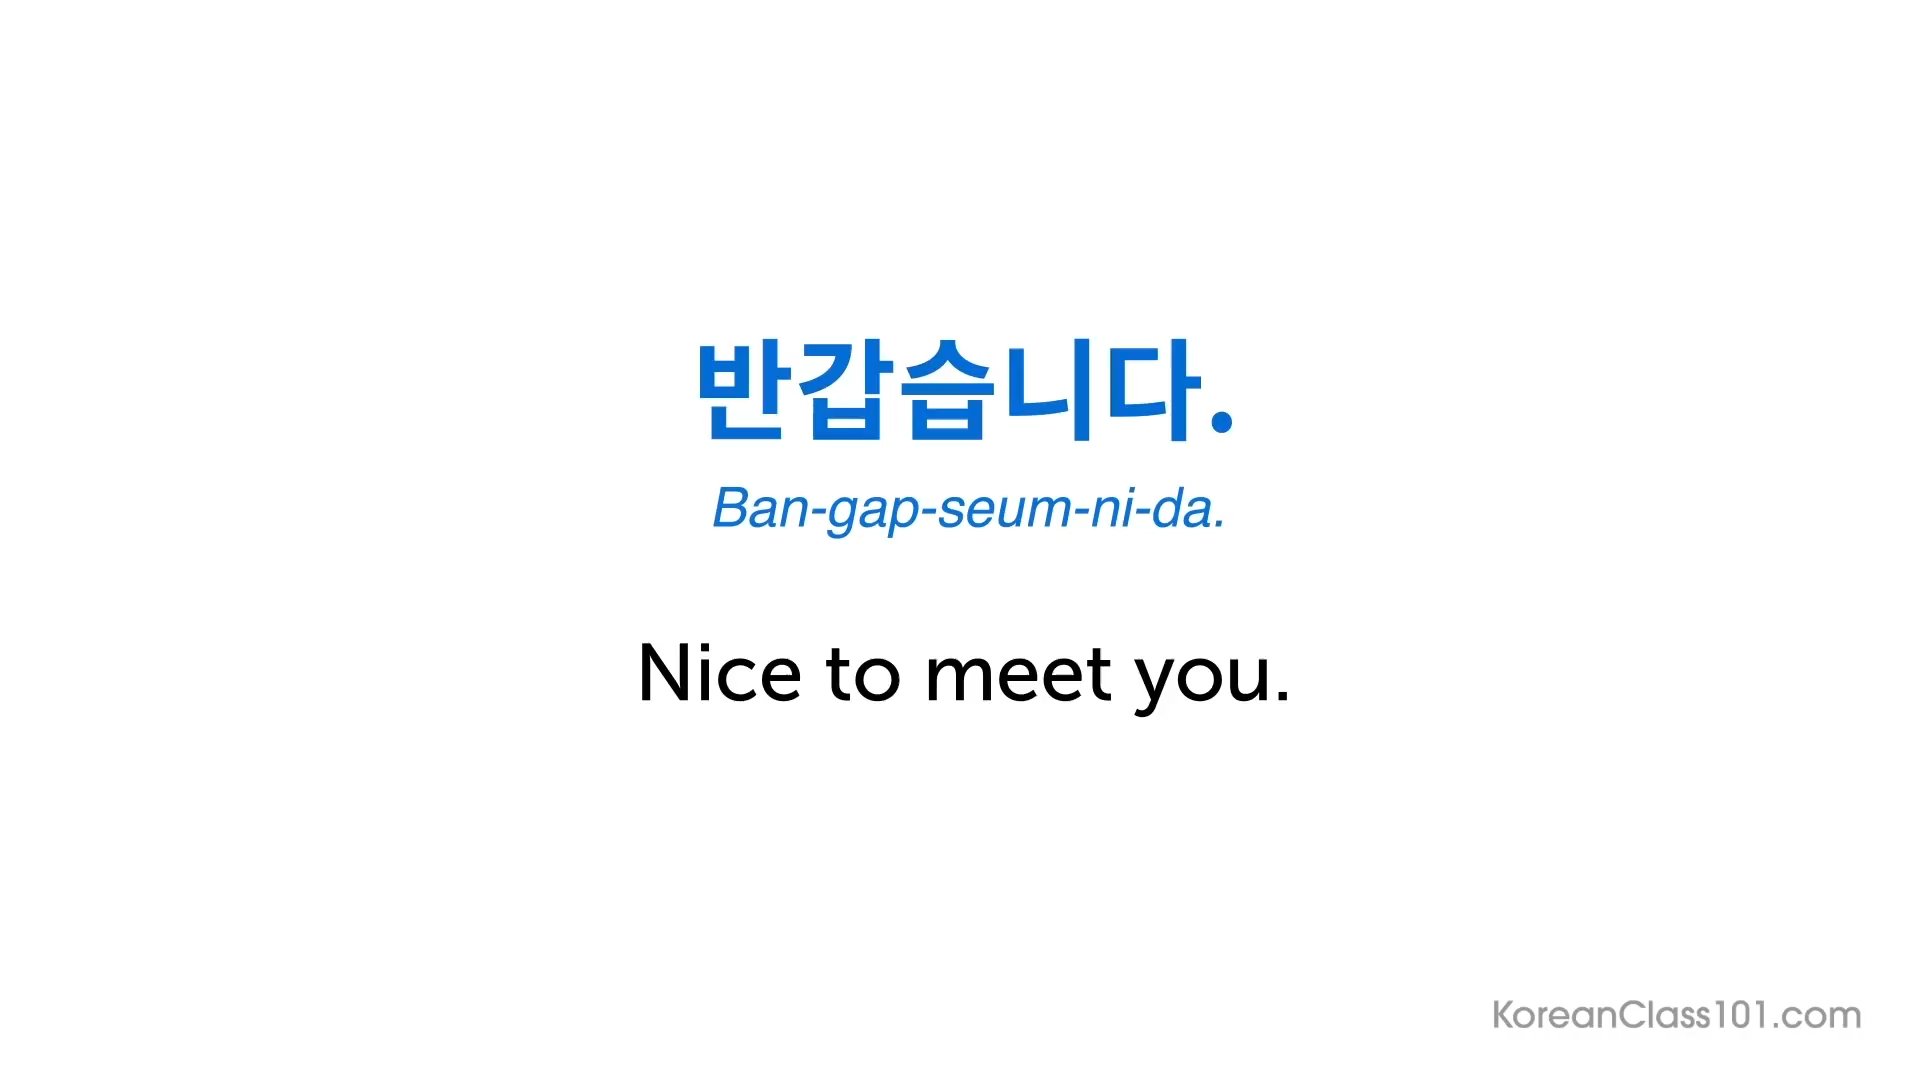 반갑습니다.
Ban-gap-seum-ni-da.
Nice to meet you.
KoreanClass101.com